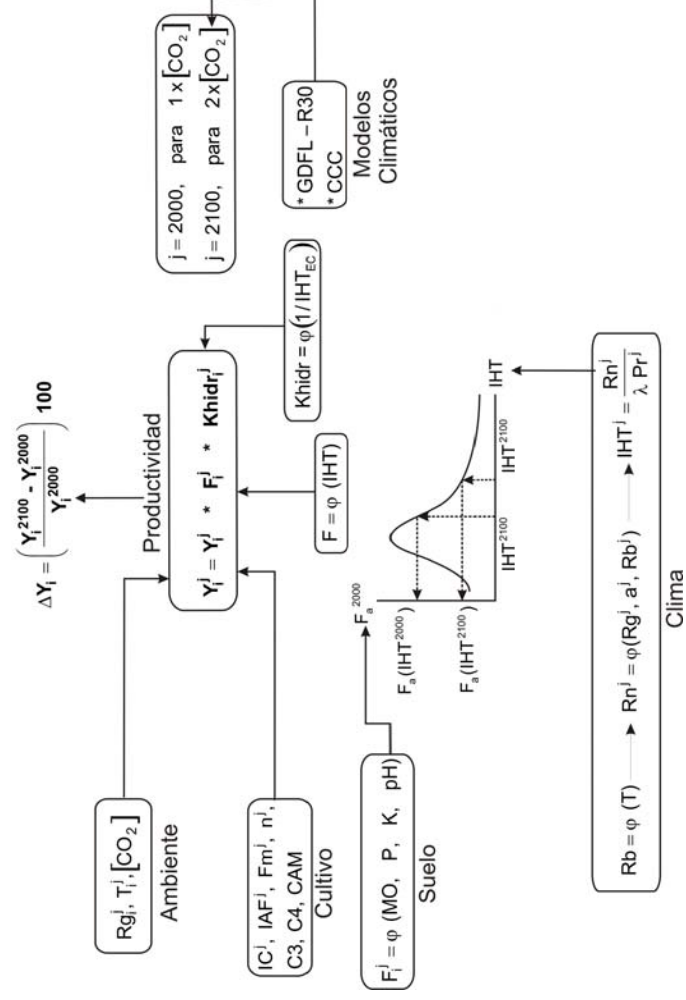 ΔY_i = ( (Y_i^2100 - Y_i^2000) / Y_i^2000 ) 100
Productividad
Y_i^j = Y_i^j * F_i^j * Khidr_i^j
Rg_i^j, T_i^j, [CO_2]
Ambiente
IC^j, IAF^j, Fm^j, n^j,
C3, C4, CAM
Cultivo
F_i^j = φ (MO, P, K, pH)
Suelo
F = φ (IHT)
Khidr = φ(1/IHT_EC)
j = 2000, para 1x[CO_2]
j = 2100, para 2x[CO_2]
* GDFL – R30
* CCC
Modelos
Climáticos
F_a^2000
F_a(IHT^2000)
F_a(IHT^2100)
IHT^2100
IHT^2100
IHT
Rb = φ (T) → Rn^j = φ(Rg^j, a^j, Rb^j) → IHT^j = Rn^j / λ Pr^j
Clima